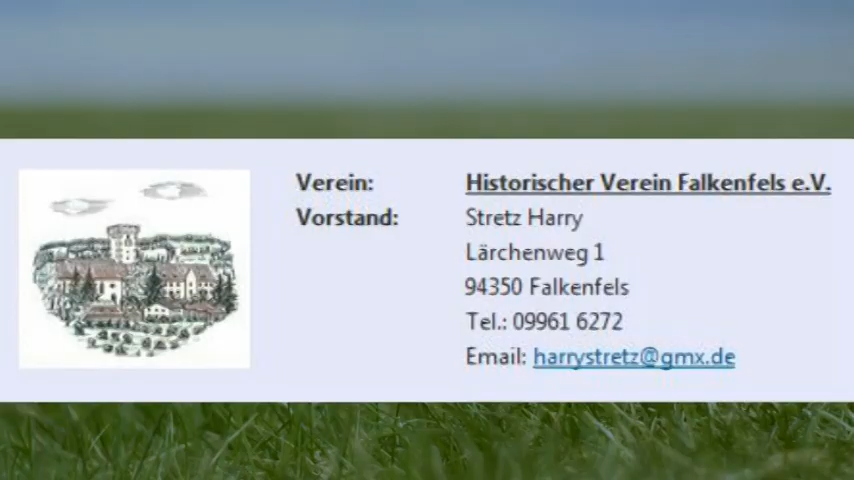 Verein: Historischer Verein Falkenfels e.V.
Vorstand: Stretz Harry
Lärchenweg 1
94350 Falkenfels
Tel.: 09961 6272
Email: harrystretz@gmx.de